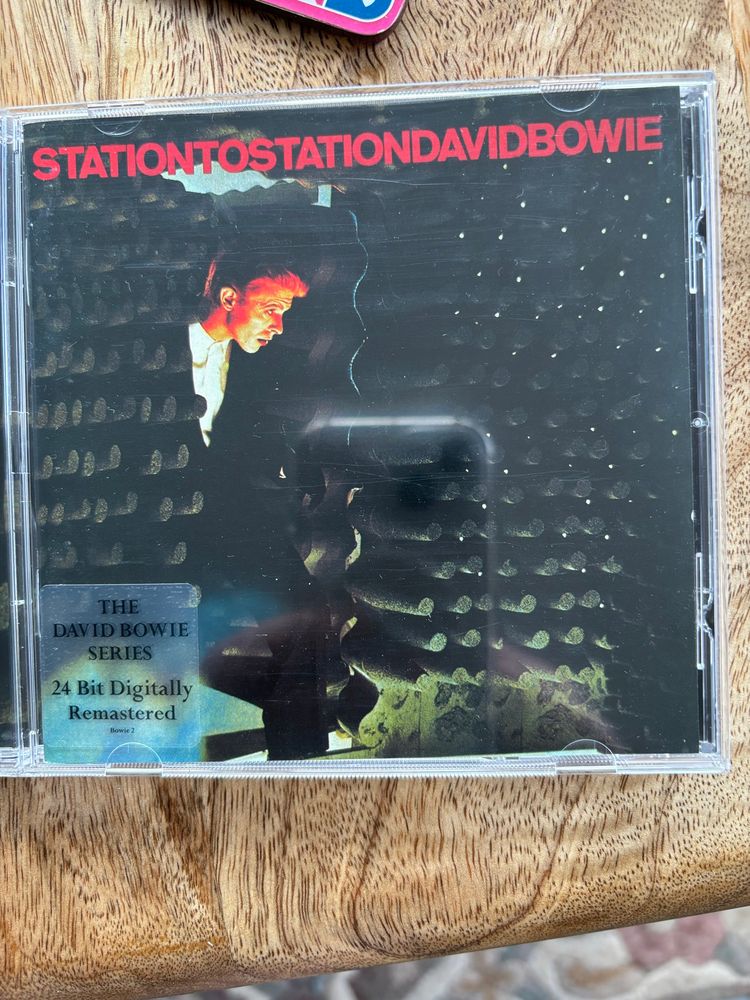 STATIONTOSTATIONDAVIDBOWIE
THE
DAVID BOWIE
SERIES
24 Bit Digitally
Remastered
Bowie 2